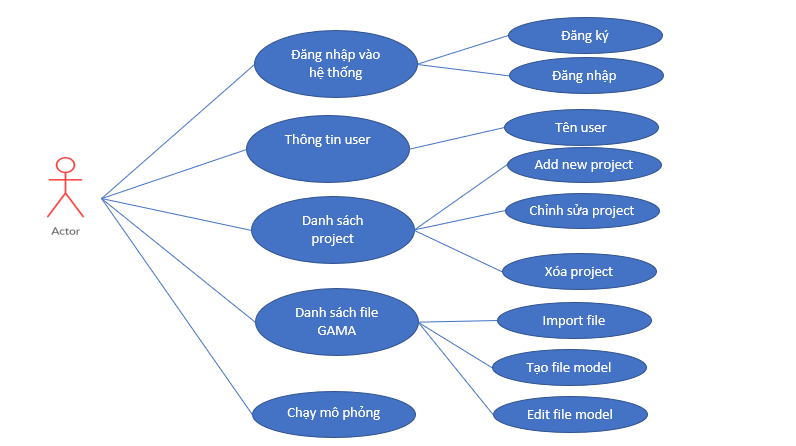 Đăng nhập vào
hệ thống
Đăng ký
Đăng nhập
Thông tin user
Tên user
Add new project
Danh sách
project
Chỉnh sửa project
Xóa project
Actor
Danh sách file
GAMA
Import file
Tạo file model
Edit file model
Chạy mô phỏng